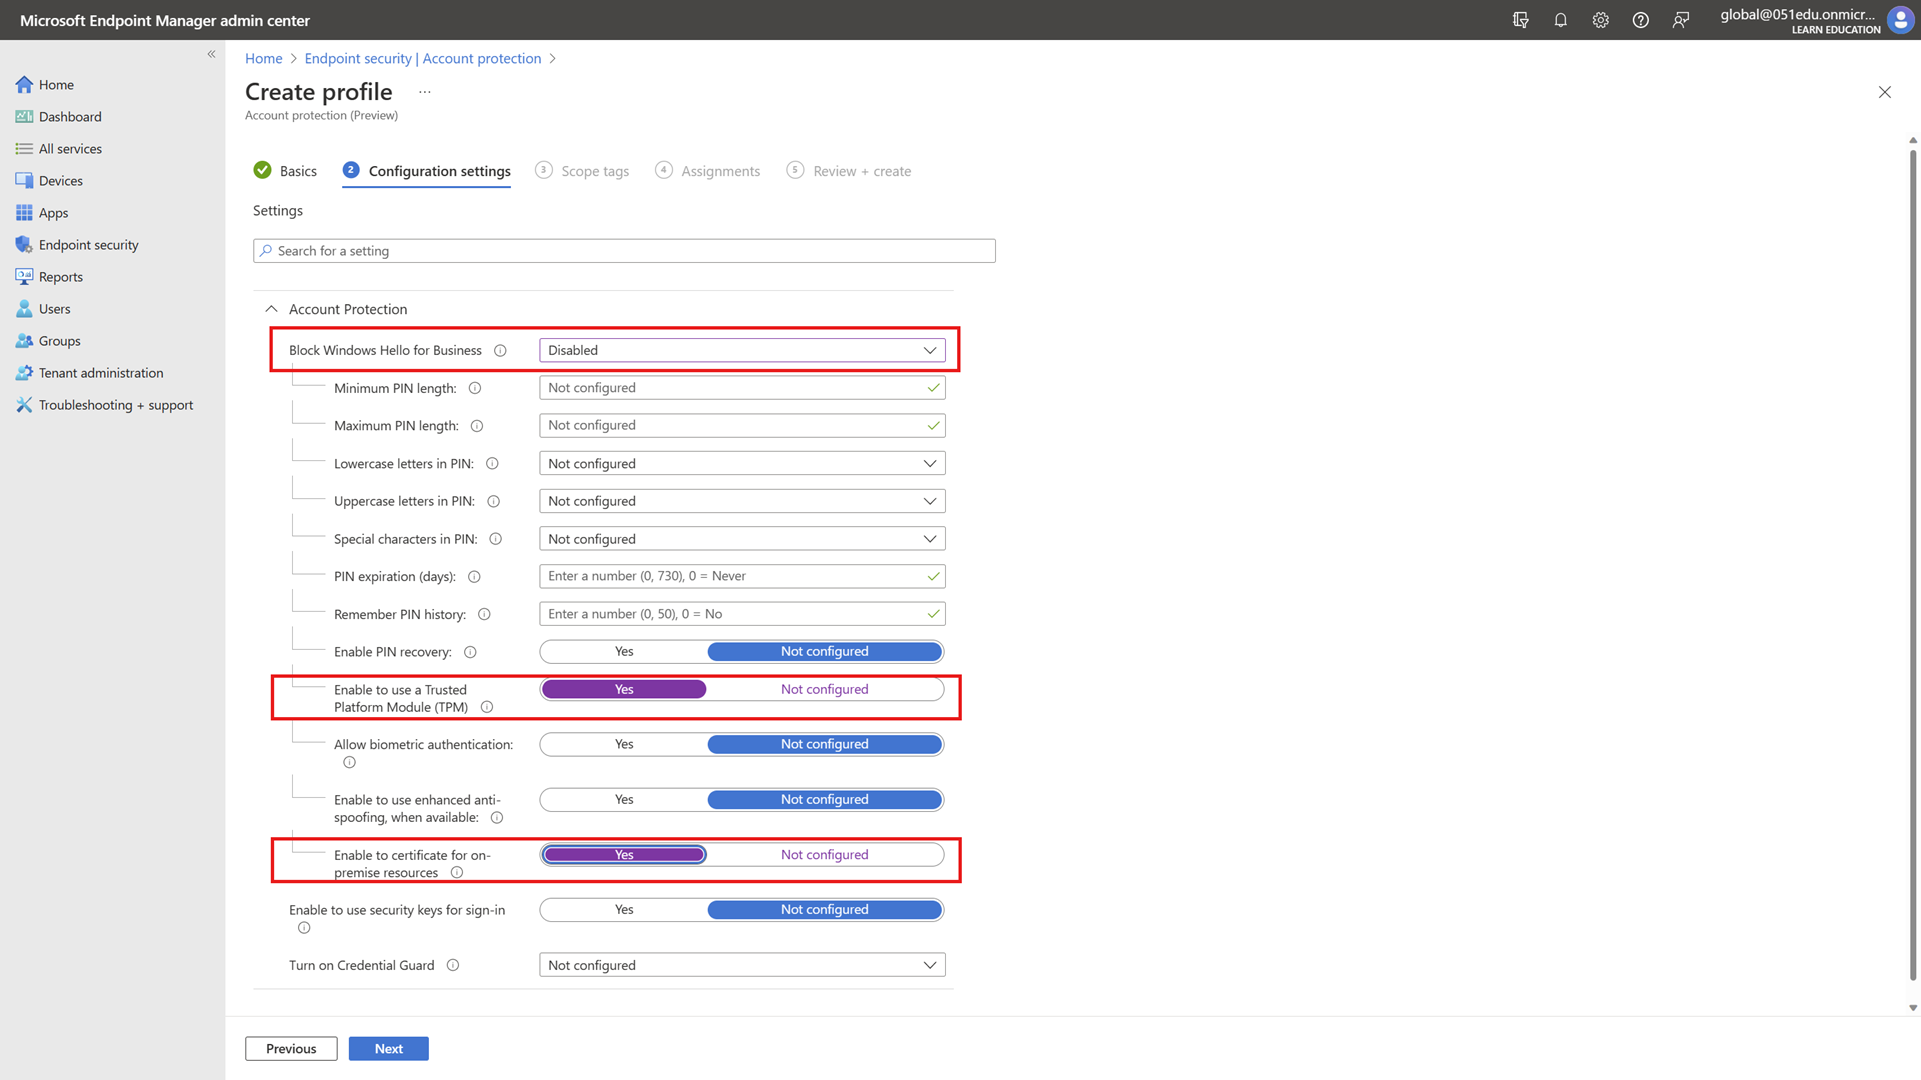 Microsoft Endpoint Manager admin center
global@051edu.onmicr...
LEARN EDUCATION
Home
Dashboard
All services
Devices
Apps
Endpoint security
Reports
Users
Groups
Tenant administration
Troubleshooting + support
Home > Endpoint security | Account protection >
Create profile ...
Account protection (Preview)
Basics
2 Configuration settings
3 Scope tags
4 Assignments
5 Review + create
Settings
Search for a setting
Account Protection
Block Windows Hello for Business Disabled
Minimum PIN length: Not configured
Maximum PIN length: Not configured
Lowercase letters in PIN: Not configured
Uppercase letters in PIN: Not configured
Special characters in PIN: Not configured
PIN expiration (days): Enter a number (0, 730), 0 = Never
Remember PIN history: Enter a number (0, 50), 0 = No
Enable PIN recovery: Yes Not configured
Enable to use a Trusted Yes Not configured
Platform Module (TPM)
Allow biometric authentication: Yes Not configured
Enable to use enhanced anti- Yes Not configured
spoofing, when available:
Enable to certificate for on- Yes Not configured
premise resources
Enable to use security keys for sign-in Yes Not configured
Turn on Credential Guard Not configured
Previous
Next